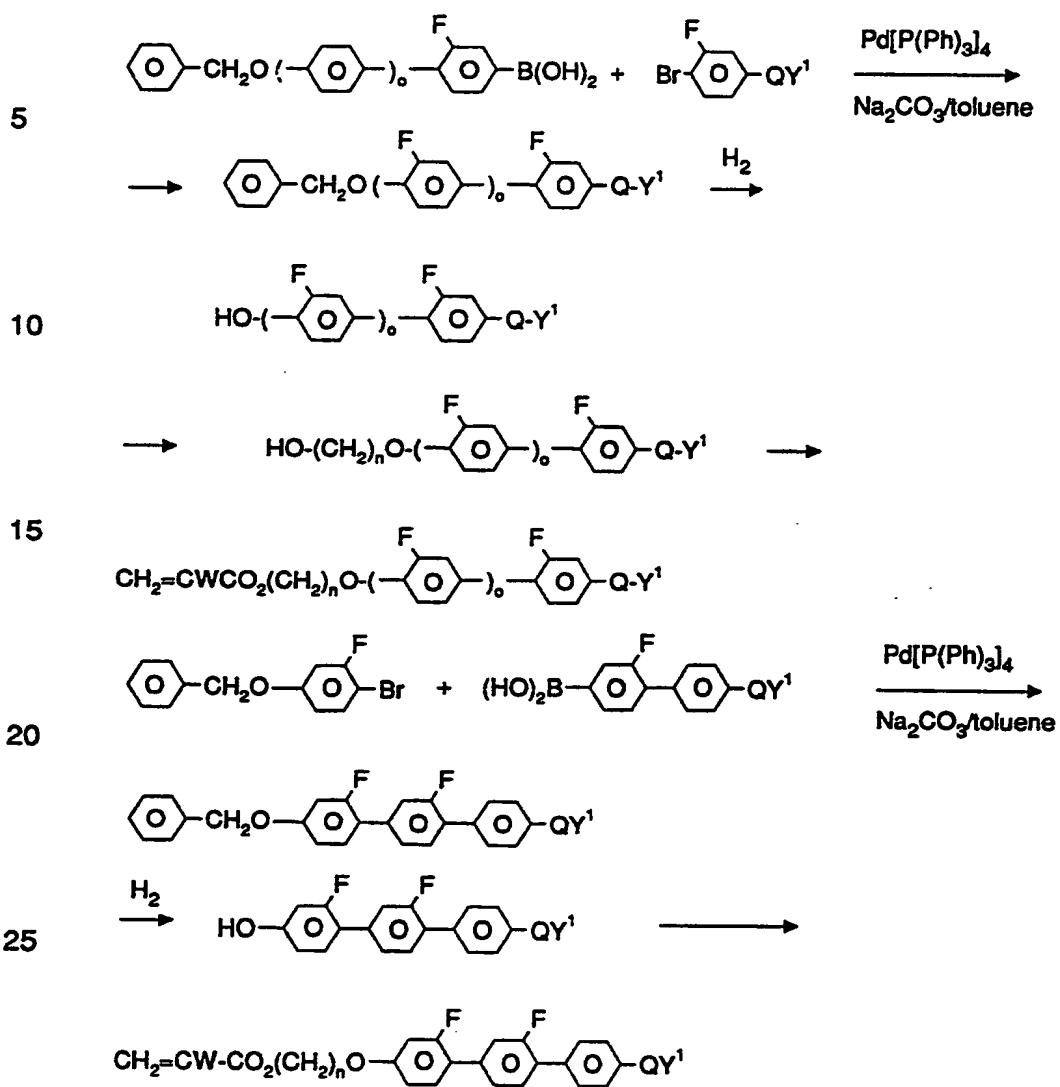 F F Pd[P(Ph)3]4
CH2O ( )o B(OH)2 + Br QY1
5 Na2CO3/toluene
F F H2
CH2O ( )o Q-Y1
F F
10 HO-( )o Q-Y1
F F
HO-(CH2)nO-( )o Q-Y1
15
F F
CH2=CWCO2(CH2)nO-( )o Q-Y1
F F Pd[P(Ph)3]4
CH2O Br + (HO)2B QY1
20 Na2CO3/toluene
F F
CH2O QY1
H2 F F
25 HO QY1
F F
CH2=CW-CO2(CH2)nO QY1